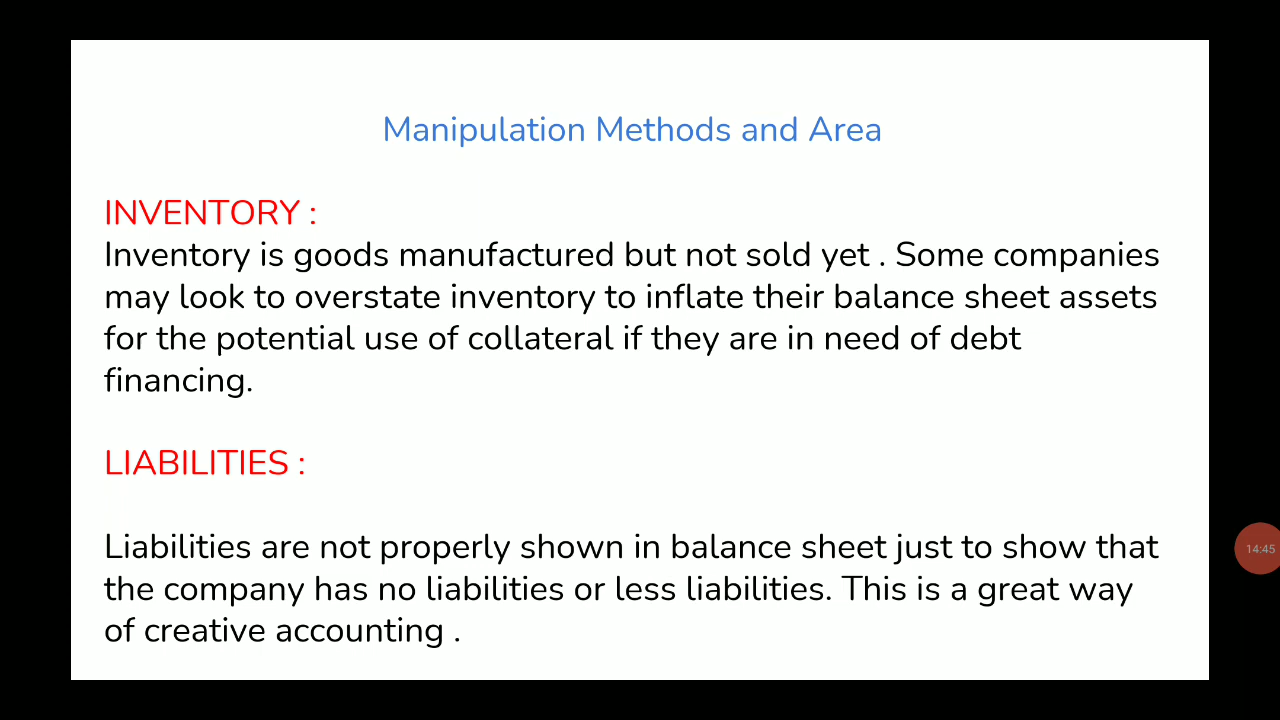 Manipulation Methods and Area
INVENTORY :
Inventory is goods manufactured but not sold yet . Some companies
may look to overstate inventory to inflate their balance sheet assets
for the potential use of collateral if they are in need of debt
financing.
LIABILITIES :
Liabilities are not properly shown in balance sheet just to show that
the company has no liabilities or less liabilities. This is a great way
of creative accounting .
14:45